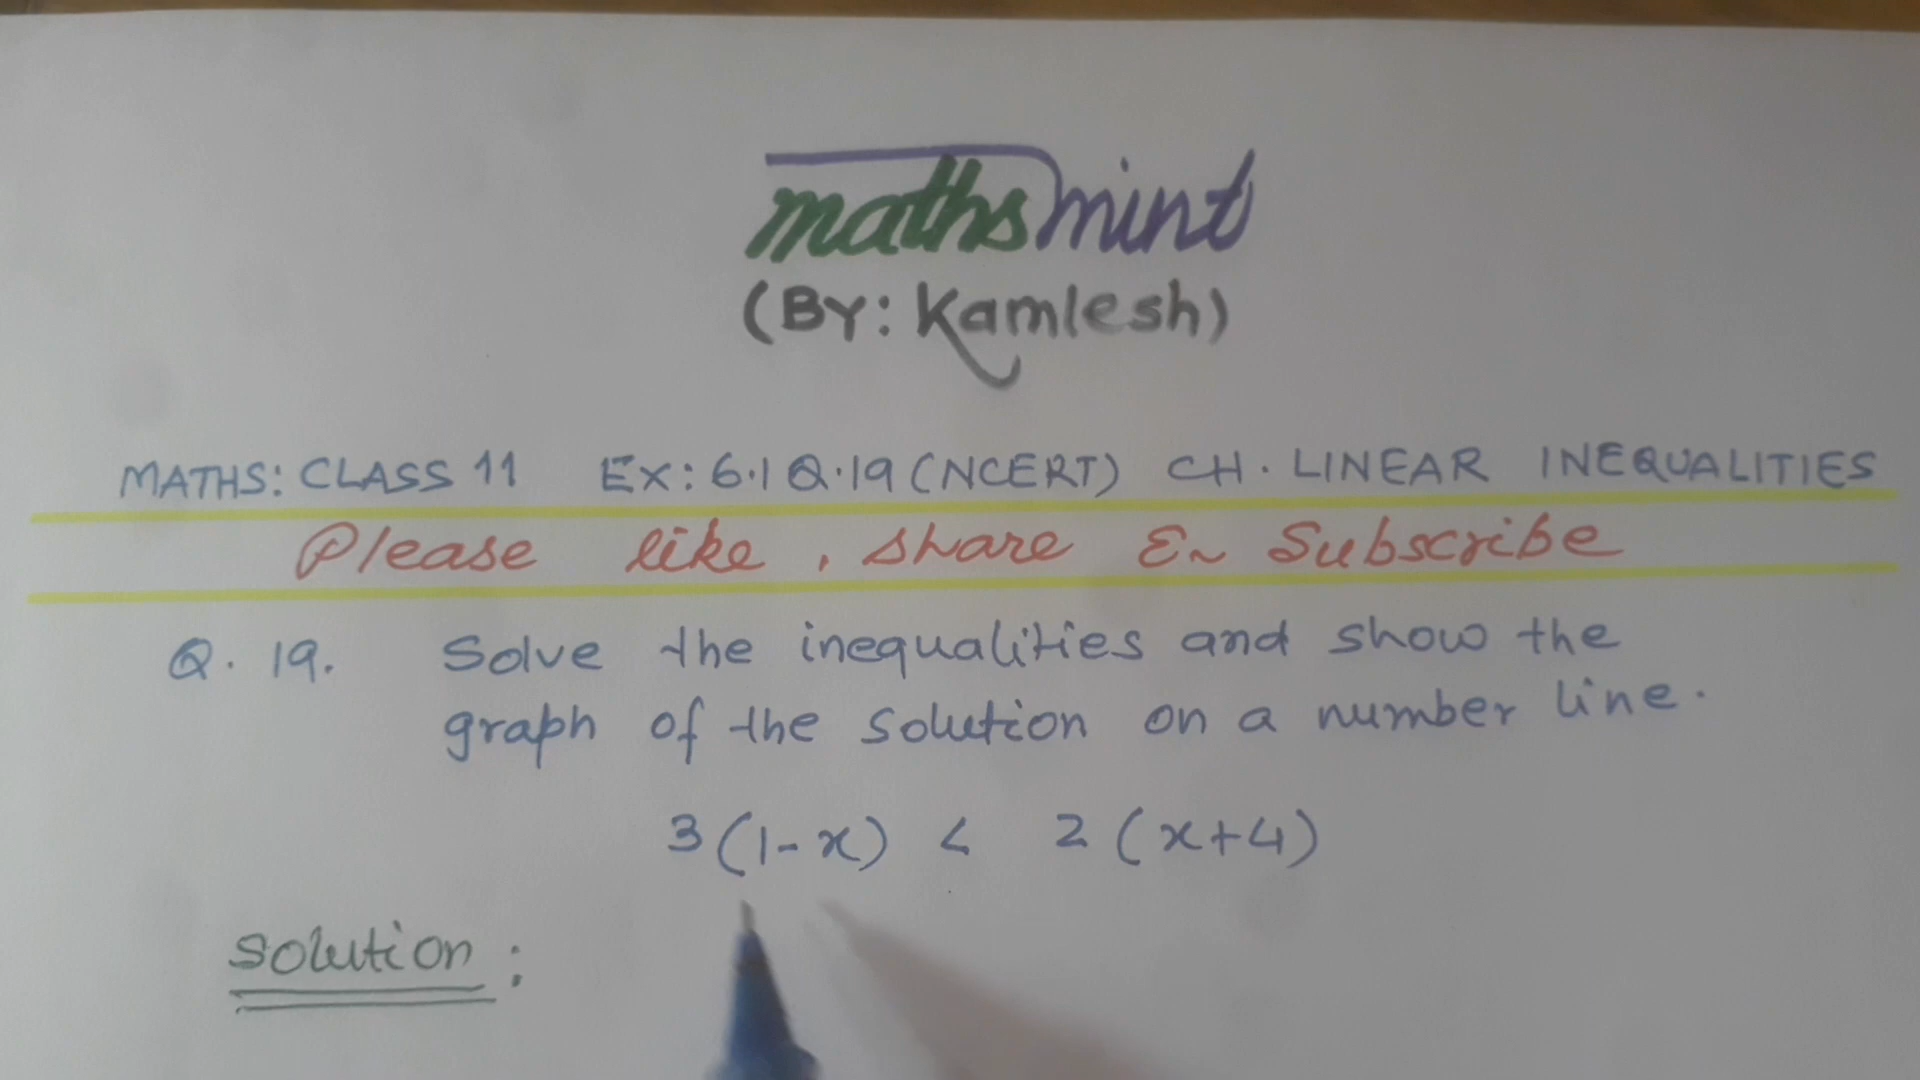 maths mint
(BY: Kamlesh)
MATHS: CLASS 11 EX: 6.1 Q.19 (NCERT) CH. LINEAR INEQUALITIES
Please like, share & Subscribe
Q. 19. Solve the inequalities and show the
graph of the solution on a number line.
3(1-x) < 2(x+4)
Solution: